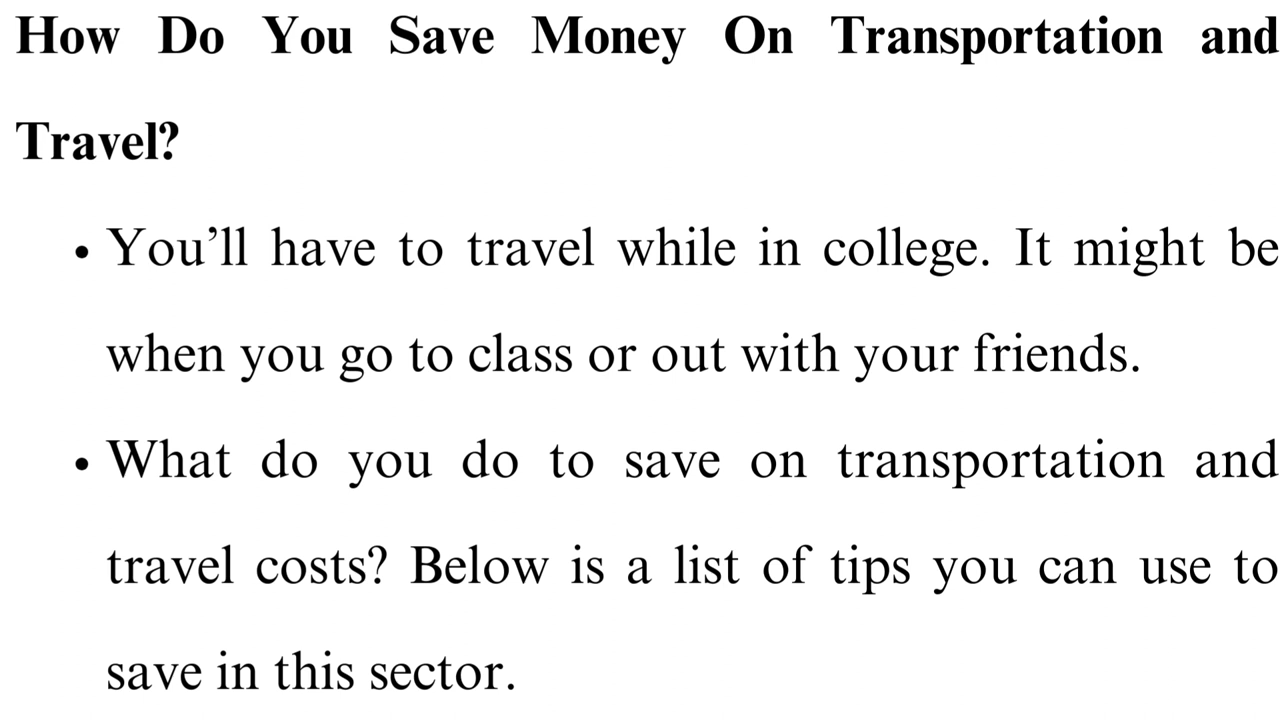 How Do You Save Money On Transportation and
Travel?
• You’ll have to travel while in college. It might be
when you go to class or out with your friends.
• What do you do to save on transportation and
travel costs? Below is a list of tips you can use to
save in this sector.